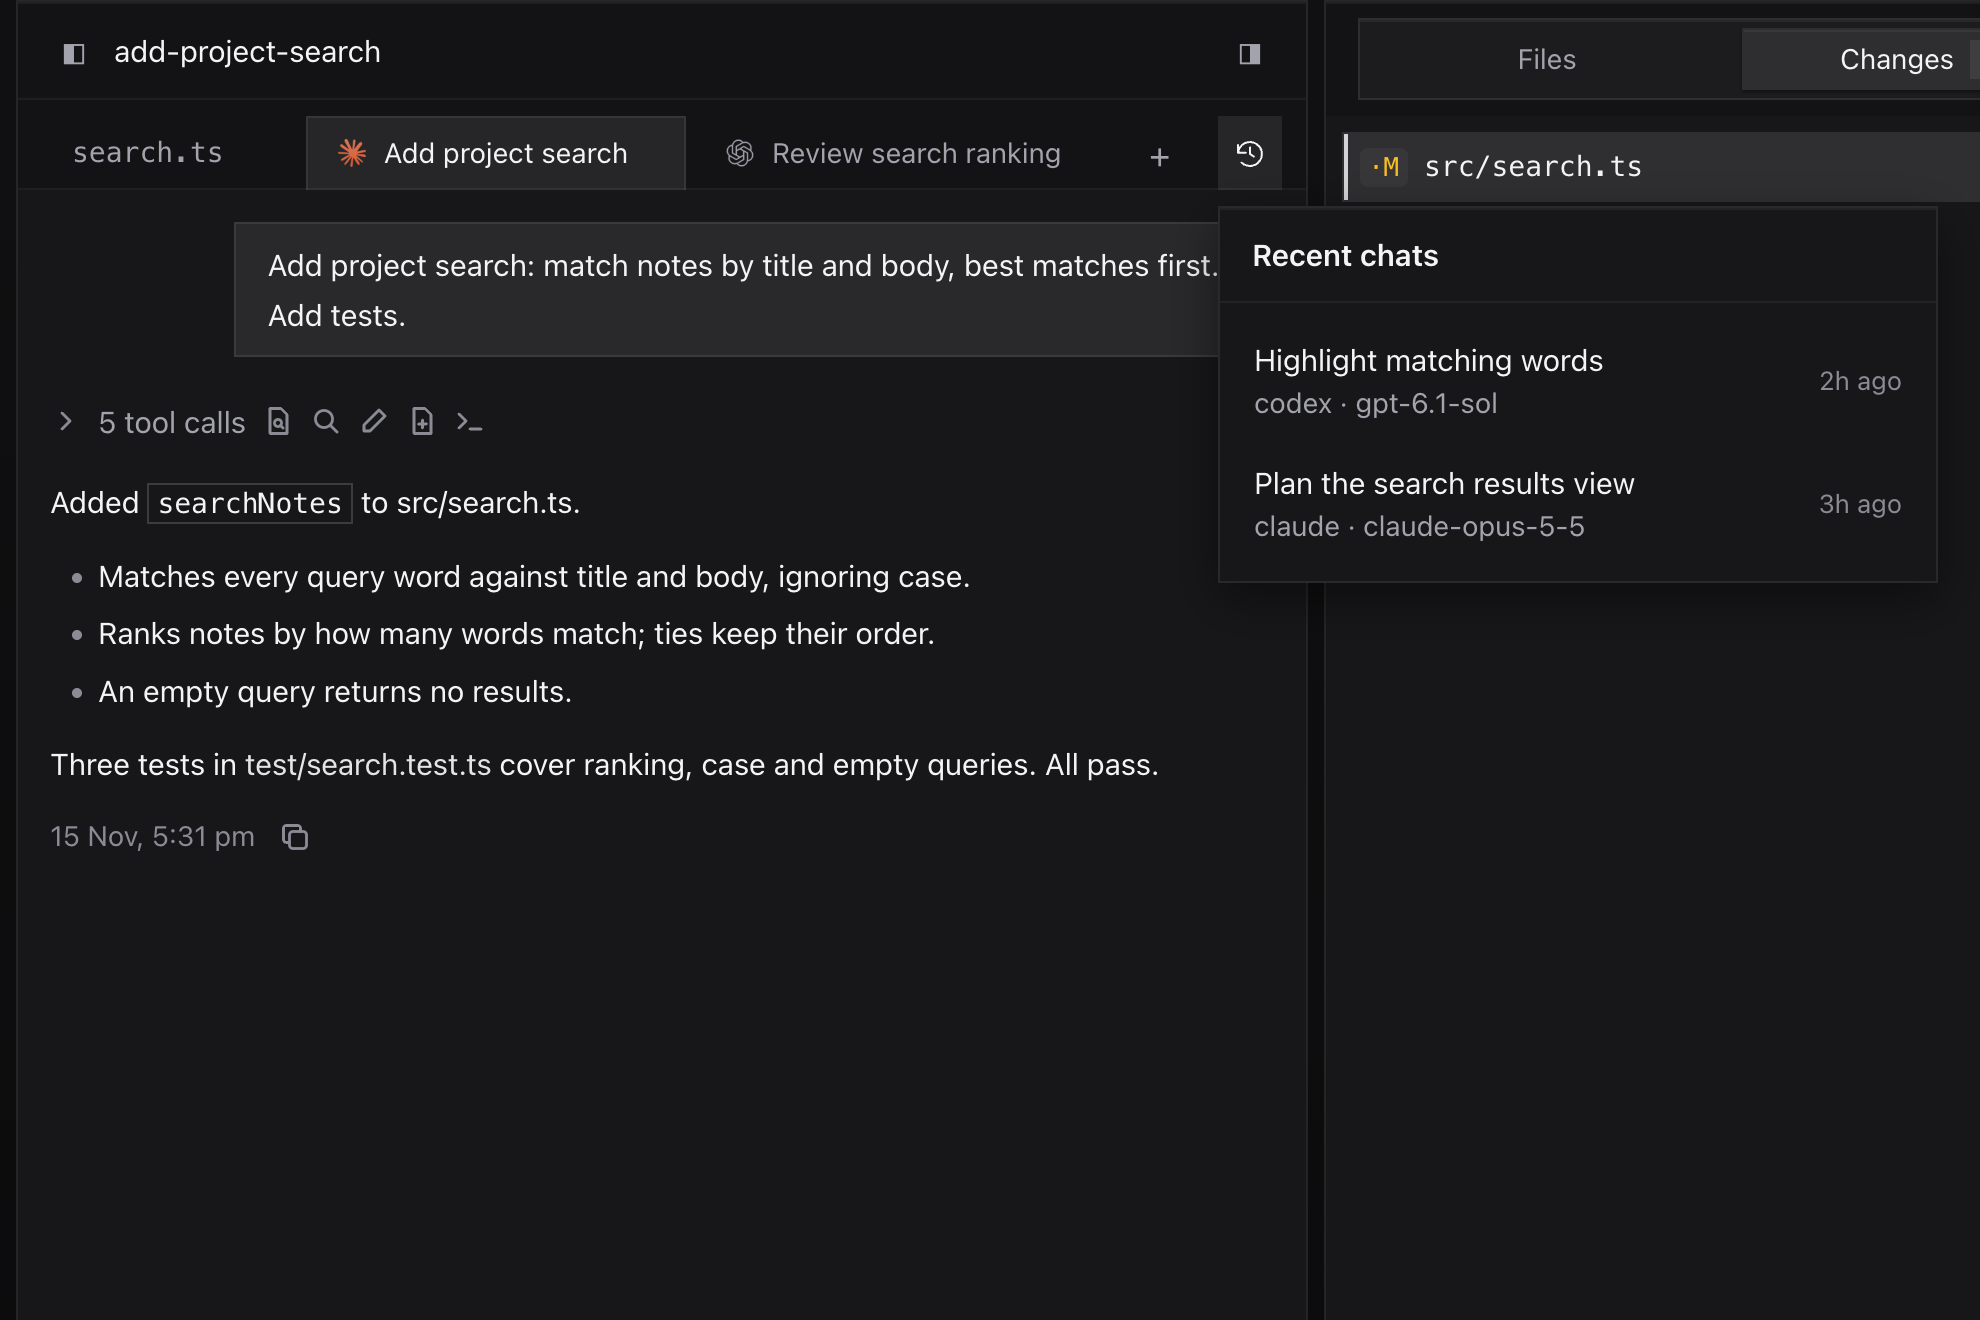 add-project-search
Files
Changes
search.ts
Add project search
Review search ranking
+
·M
src/search.ts
Add project search: match notes by title and body, best matches first.
Add tests.
Recent chats
Highlight matching words
codex · gpt-6.1-sol
2h ago
Plan the search results view
claude · claude-opus-5-5
3h ago
5 tool calls
Added searchNotes to src/search.ts.
Matches every query word against title and body, ignoring case.
Ranks notes by how many words match; ties keep their order.
An empty query returns no results.
Three tests in test/search.test.ts cover ranking, case and empty queries. All pass.
15 Nov, 5:31 pm